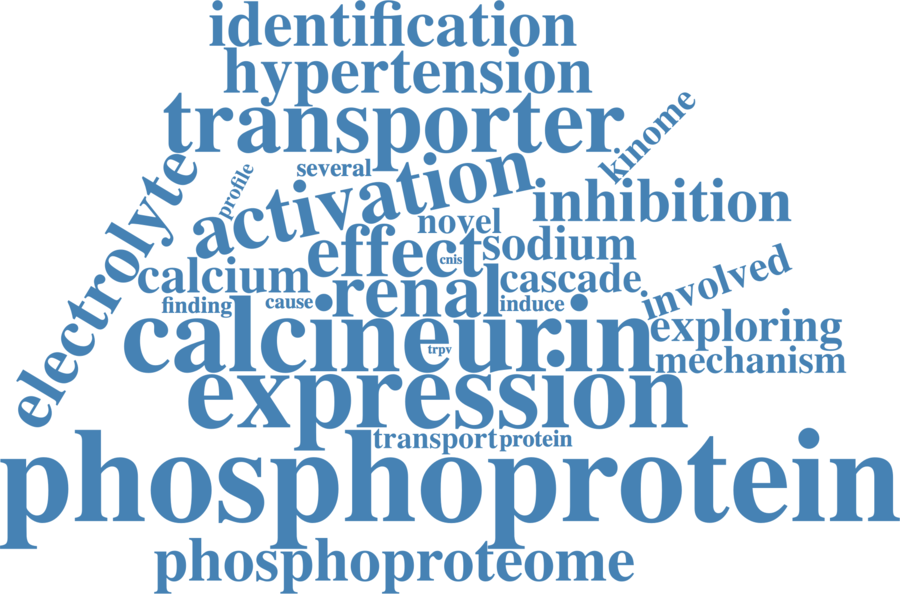 identification
hypertension
transporter
kinome
several
profile
electrolyte
activation
inhibition
novel
effect
cnis
sodium
calcium
renal
cascade
involved
finding
cause
induce
calcineurin
trpv
exploring
mechanism
expression
transport
protein
phosphoprotein
phosphoproteome